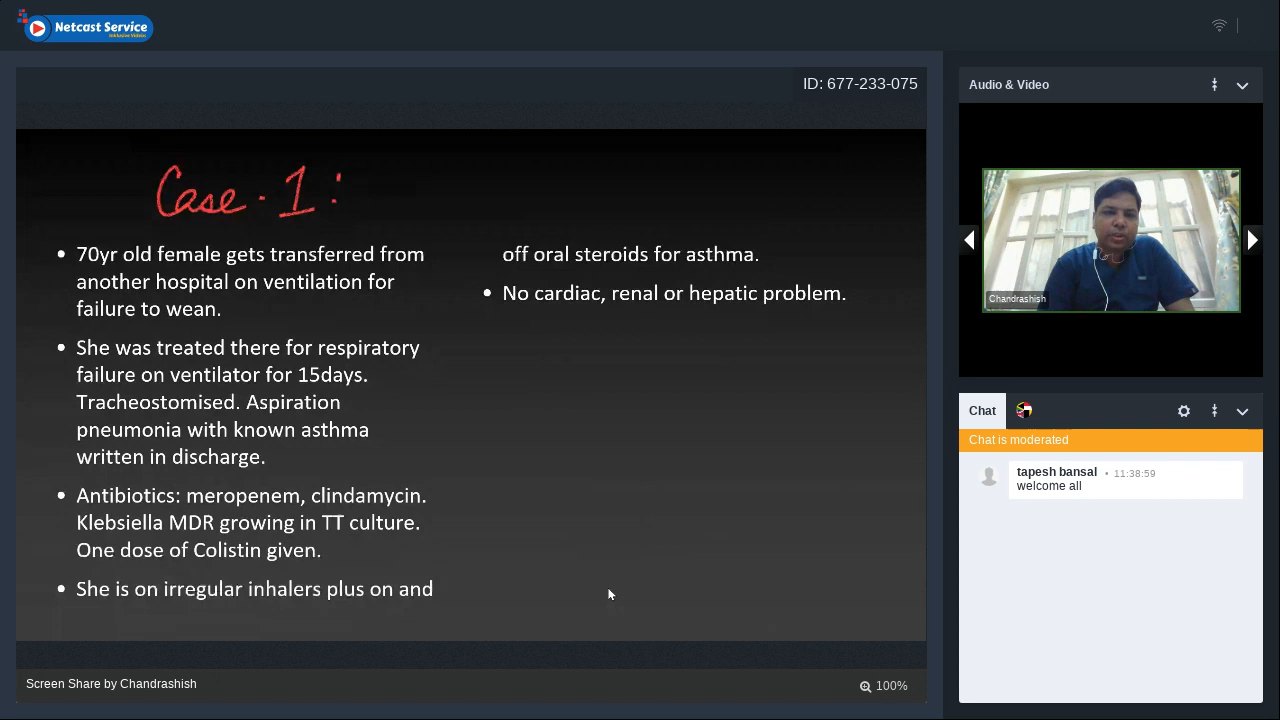 Netcast Service
Inklusive Videos
ID: 677-233-075
Case-1:
• 70yr old female gets transferred from
another hospital on ventilation for
failure to wean.
• She was treated there for respiratory
failure on ventilator for 15days.
Tracheostomised. Aspiration
pneumonia with known asthma
written in discharge.
• Antibiotics: meropenem, clindamycin.
Klebsiella MDR growing in TT culture.
One dose of Colistin given.
• She is on irregular inhalers plus on and
off oral steroids for asthma.
• No cardiac, renal or hepatic problem.
Screen Share by Chandrashish
100%
Audio & Video
Chandrashish
Chat
Chat is moderated
tapesh bansal • 11:38:59
welcome all